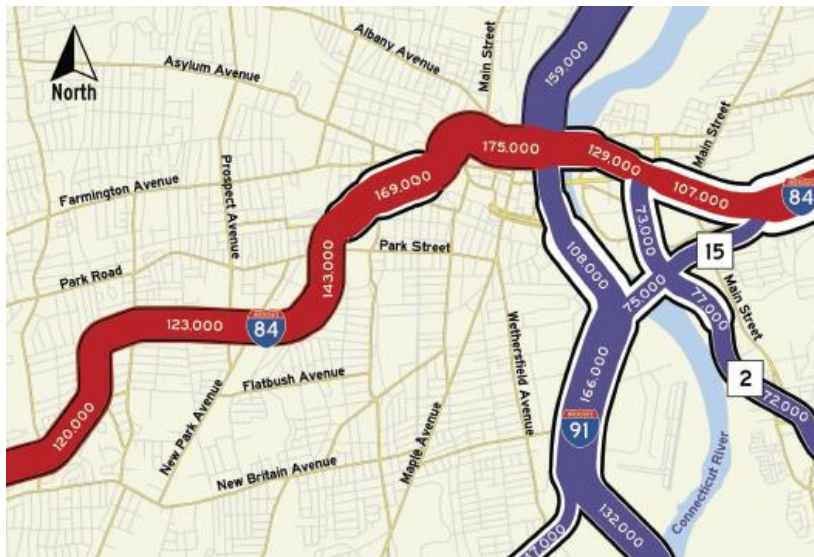 North
Asylum Avenue
Albany Avenue
Main Street
159,000
175,000
129,000
107,000
Main Street
84
Farmington Avenue
Prospect Avenue
169,000
Park Street
143,000
Park Road
123,000
84
120,000
New Park Avenue
Flatbush Avenue
New Britain Avenue
Maple Avenue
Wethersfield Avenue
108,000
73,000
75,000
15
77,000
Main Street
2
72,000
166,000
91
132,000
Connecticut River